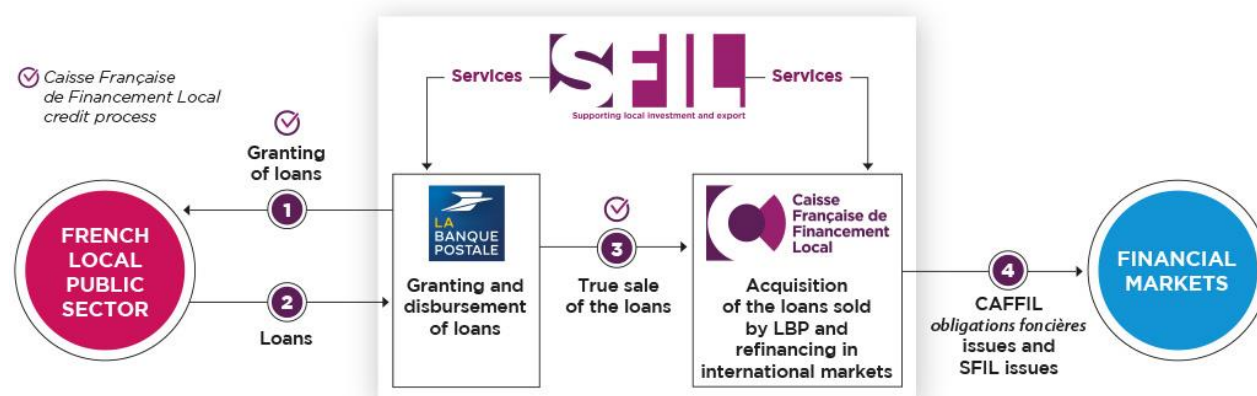 SFIL
Supporting local investment and export
Services
Services
Caisse Française
de Financement Local
credit process
Granting
of loans
1
FRENCH
LOCAL
PUBLIC
SECTOR
2
Loans
LA
BANQUE
POSTALE
Granting and
disbursement
of loans
3
True sale
of the loans
Caisse
Française de
Financement
Local
Acquisition
of the loans sold
by LBP and
refinancing in
international markets
4
CAFFIL
obligations foncières
issues and
SFIL issues
FINANCIAL
MARKETS